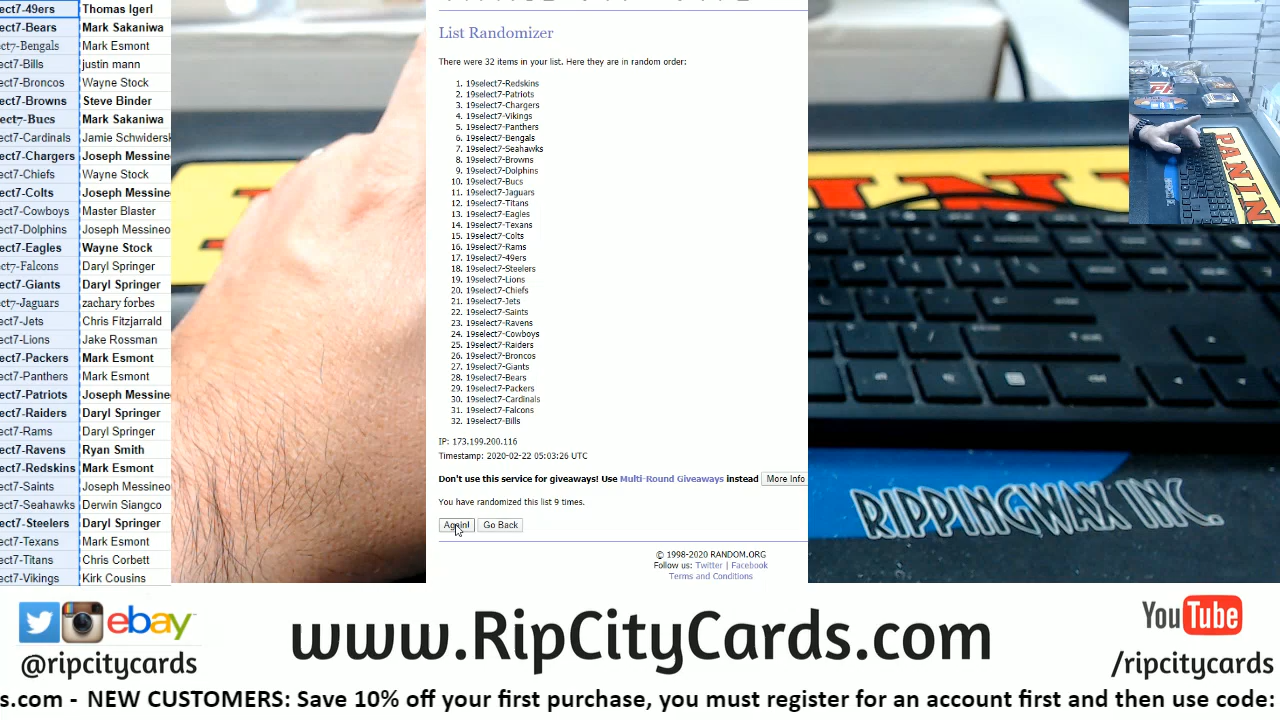 ect7-49ers Thomas Igerl
ect7-Bears Mark Sakaniwa
ect7-Bengals Mark Esmont
ect7-Bills justin mann
ect7-Broncos Wayne Stock
ect7-Browns Steve Binder
ect7-Bucs Mark Sakaniwa
ect7-Cardinals Jamie Schwidersk
ect7-Chargers Joseph Messine
ect7-Chiefs Wayne Stock
ect7-Colts Joseph Messine
ect7-Cowboys Master Blaster
ect7-Dolphins Joseph Messineo
ect7-Eagles Wayne Stock
ect7-Falcons Daryl Springer
ect7-Giants Daryl Springer
ect7-Jaguars zachary forbes
ect7-Jets Chris Fitzjarrald
ect7-Lions Jake Rossman
ect7-Packers Mark Esmont
ect7-Panthers Mark Esmont
ect7-Patriots Joseph Messine
ect7-Raiders Daryl Springer
ect7-Rams Daryl Springer
ect7-Ravens Ryan Smith
ect7-Redskins Mark Esmont
ect7-Saints Joseph Messineo
ect7-Seahawks Derwin Siangco
ect7-Steelers Daryl Springer
ect7-Texans Mark Esmont
ect7-Titans Chris Corbett
ect7-Vikings Kirk Cousins
List Randomizer
There were 32 items in your list. Here they are in random order:
1. 19select7-Redskins
2. 19select7-Patriots
3. 19select7-Chargers
4. 19select7-Vikings
5. 19select7-Panthers
6. 19select7-Bengals
7. 19select7-Seahawks
8. 19select7-Browns
9. 19select7-Dolphins
10. 19select7-Bucs
11. 19select7-Jaguars
12. 19select7-Titans
13. 19select7-Eagles
14. 19select7-Texans
15. 19select7-Colts
16. 19select7-Rams
17. 19select7-49ers
18. 19select7-Steelers
19. 19select7-Lions
20. 19select7-Chiefs
21. 19select7-Jets
22. 19select7-Saints
23. 19select7-Ravens
24. 19select7-Cowboys
25. 19select7-Raiders
26. 19select7-Broncos
27. 19select7-Giants
28. 19select7-Bears
29. 19select7-Packers
30. 19select7-Cardinals
31. 19select7-Falcons
32. 19select7-Bills
IP: 173.199.200.116
Timestamp: 2020-02-22 05:03:26 UTC
Don't use this service for giveaways! Use Multi-Round Giveaways instead More Info
You have randomized this list 9 times.
Again! Go Back
© 1998-2020 RANDOM.ORG
Follow us: Twitter | Facebook
Terms and Conditions
PANIN
RIPPINGWAX INC.
ebay
@ripcitycards
www.RipCityCards.com
YouTube
/ripcitycards
s.com - NEW CUSTOMERS: Save 10% off your first purchase, you must register for an account first and then use code: